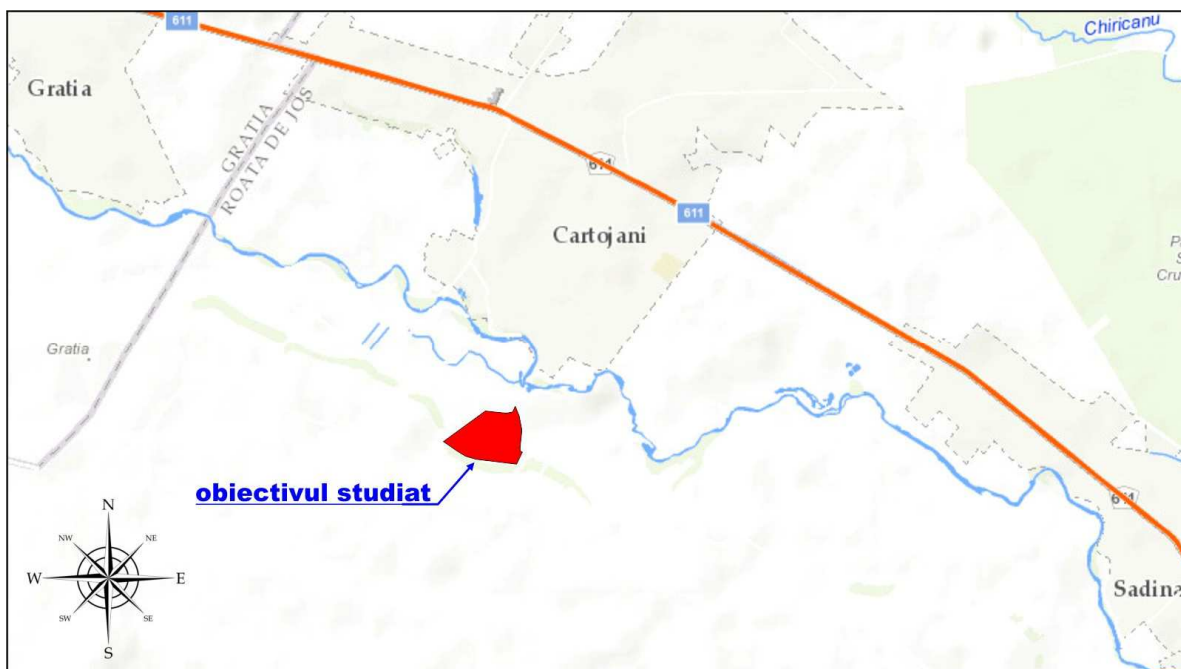 611
Chiricanu
Gratia
GRATIA
ROATA DE JOS
611
611
Cartojani
Gratia
obiectivul studiat
611
N
NW
NE
W
E
SW
SE
S
Sadina